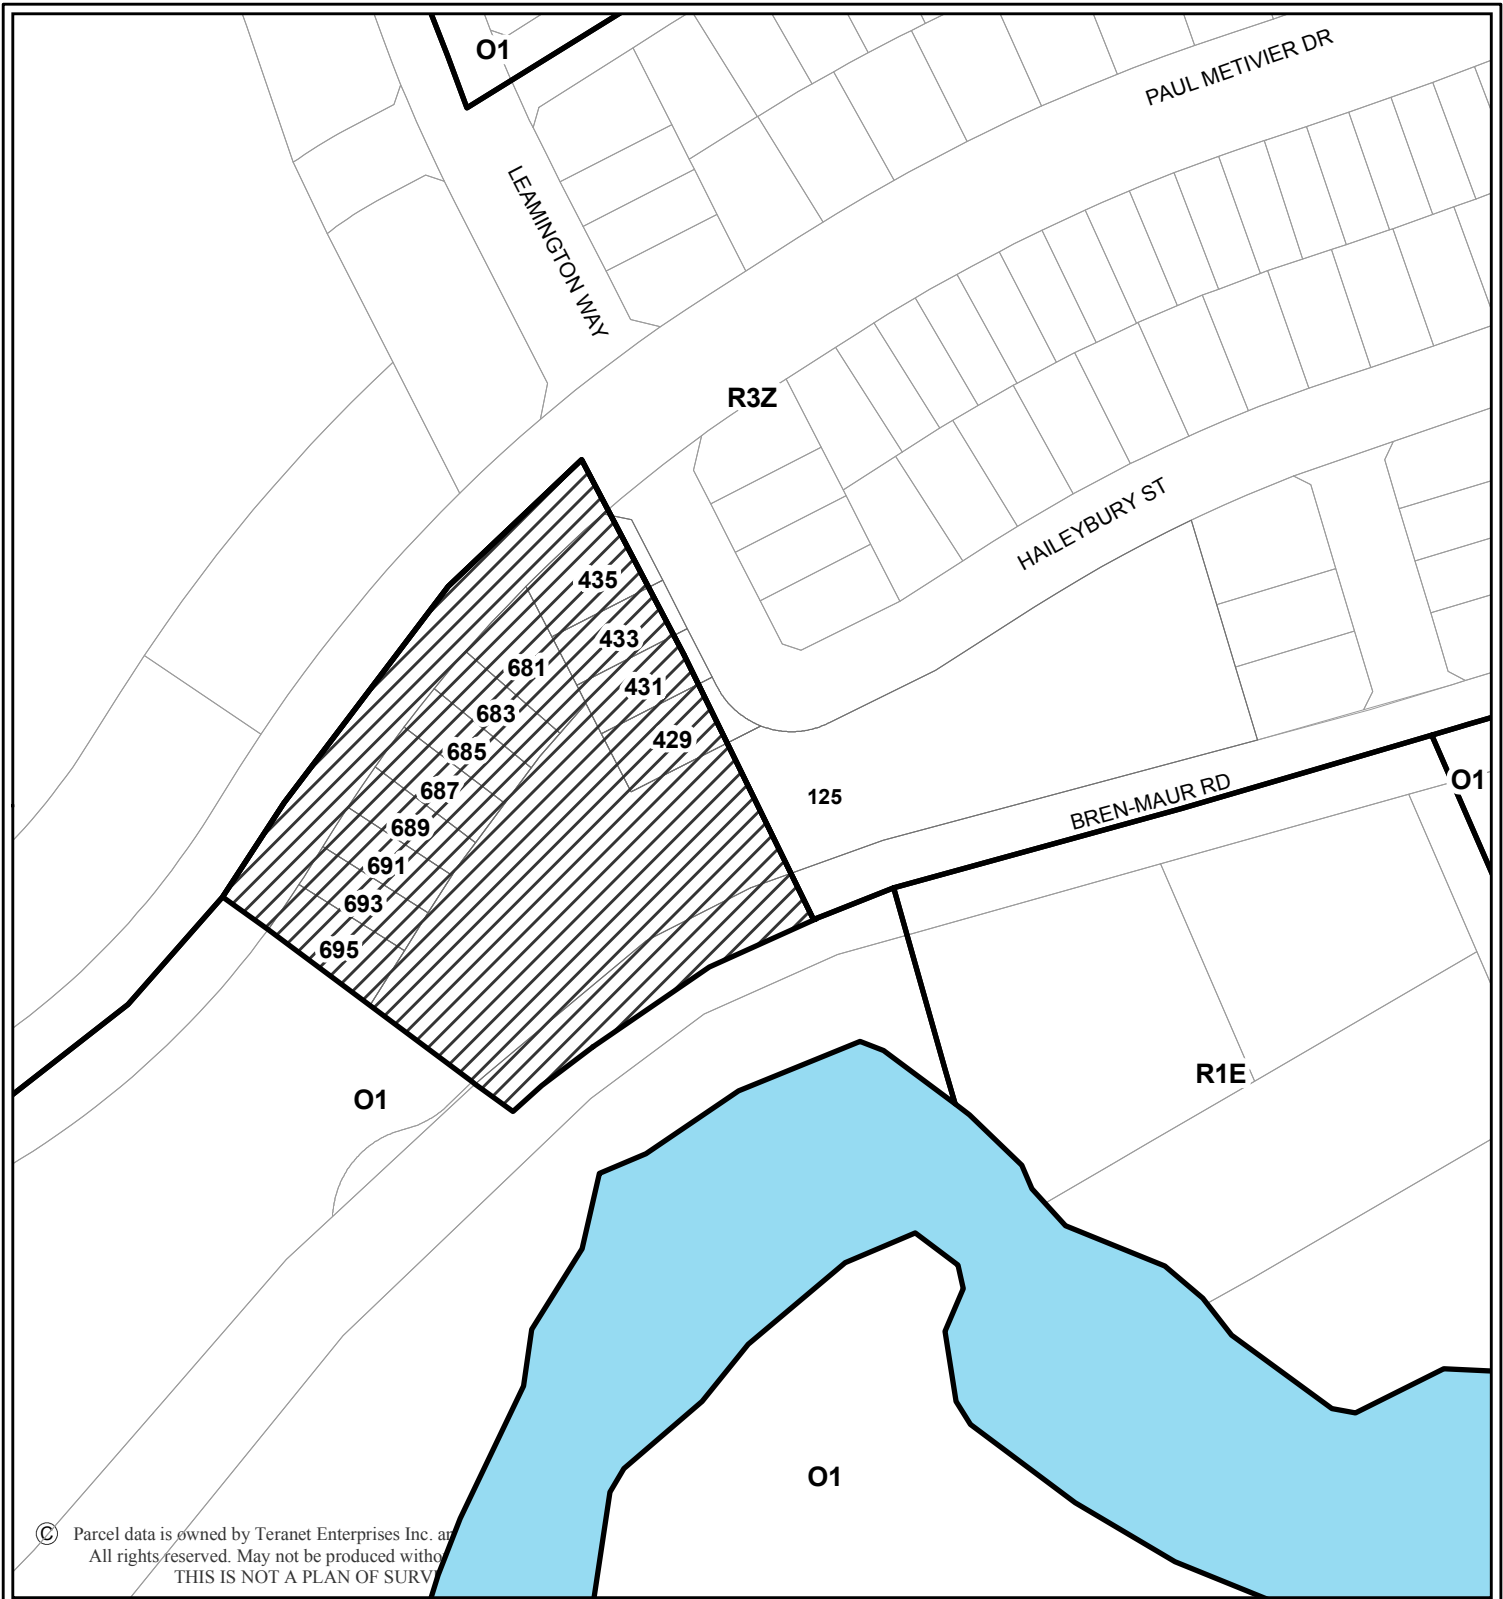 O1
PAUL METIVIER DR
LEAMINGTON WAY
R3Z
HAILEYBURY ST
435
433
681
431
683
429
685
O1
687
125
BREN-MAUR RD
689
691
693
695
R1E
O1
O1
© Parcel data is owned by Teranet Enterprises Inc.
All rights reserved. May not be produced
THIS IS NOT A PLAN OF